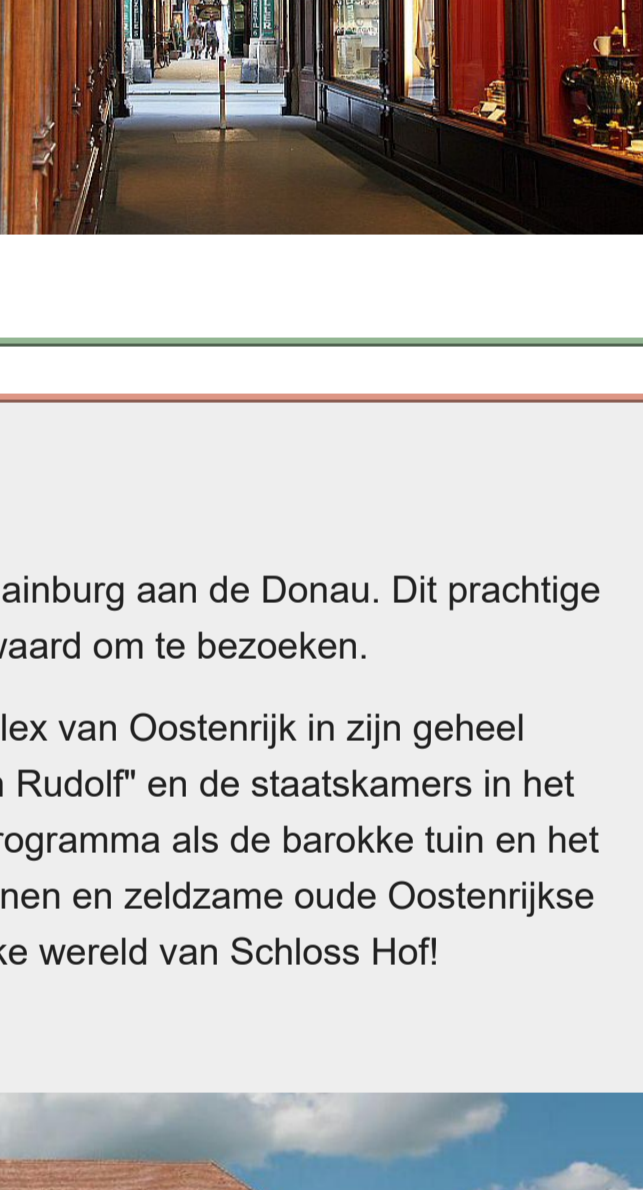 ainburg aan de Donau. Dit prachtige
waard om te bezoeken.
lex van Oostenrijk in zijn geheel
Rudolf" en de staatskamers in het
rogramma als de barokke tuin en het
nen en zeldzame oude Oostenrijkse
ke wereld van Schloss Hof!